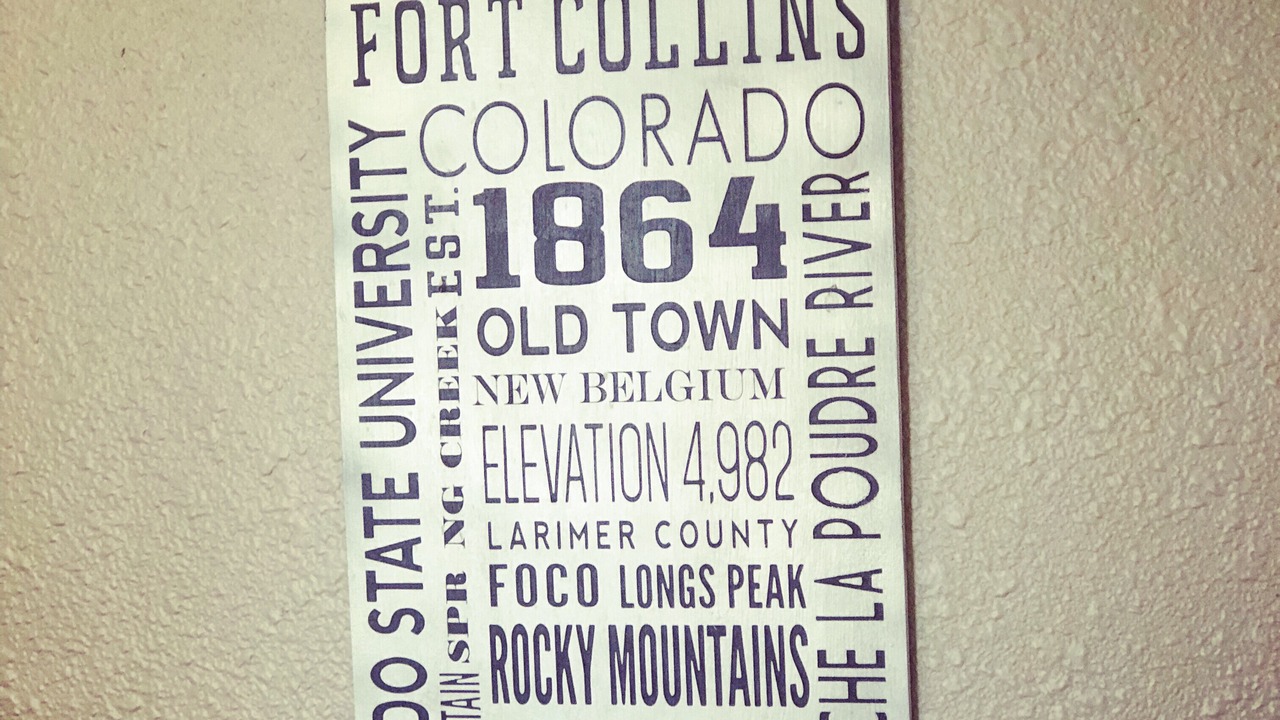 FORT COLLINS
COLORADO
EST. 1864
OLD TOWN
NEW BELGIUM
ELEVATION 4,982
LARIMER COUNTY
FOCO LONGS PEAK
ROCKY MOUNTAINS
DO STATE UNIVERSITY
TAIN
SPR NG CREEK
CHE LA POUDRE RIVER